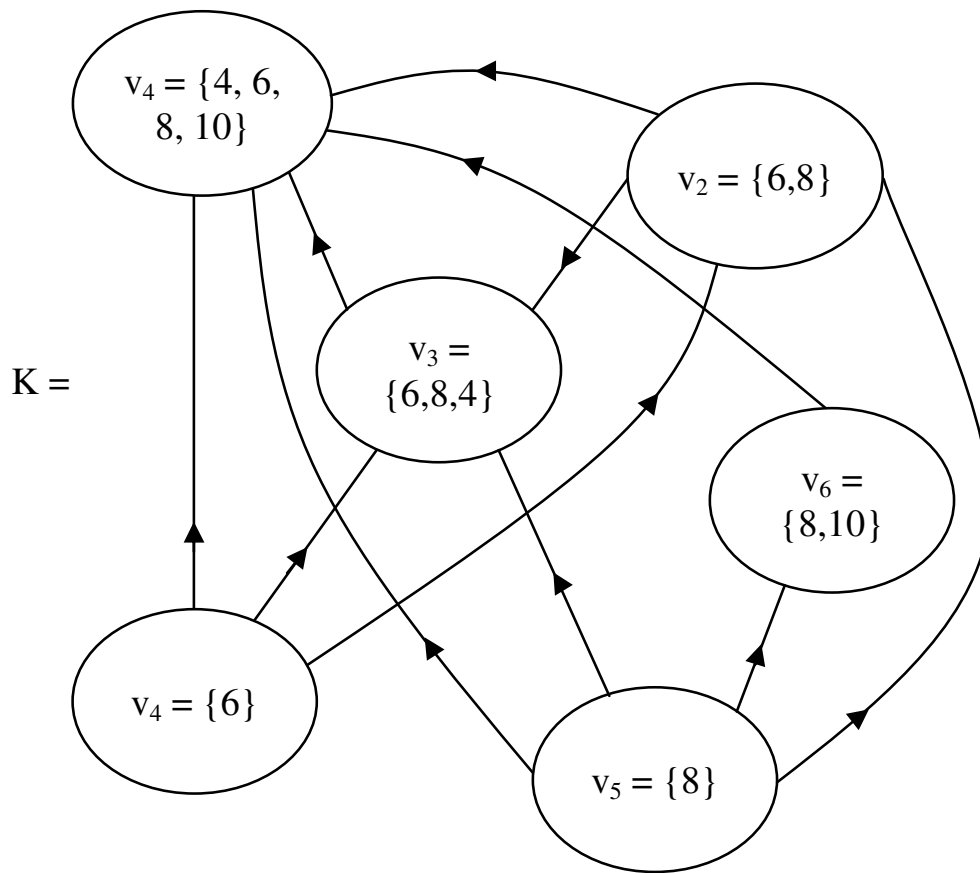 v₄ = {4, 6,
8, 10}
v₂ = {6,8}
v₃ =
{6,8,4}
K =
v₆ =
{8,10}
v₄ = {6}
v₅ = {8}